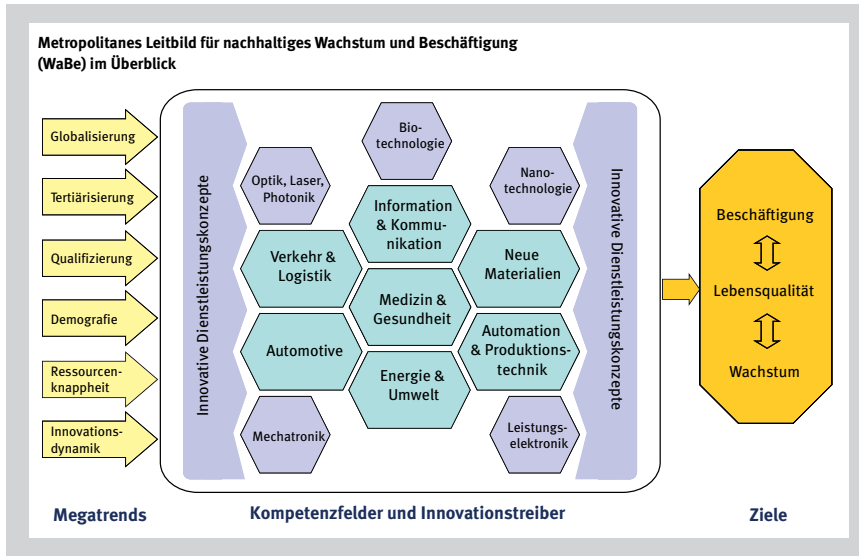 Metropolitanes Leitbild für nachhaltiges Wachstum und Beschäftigung
(WaBe) im Überblick
Globalisierung
Tertiärisierung
Qualifizierung
Demografie
Ressourcen-
knappheit
Innovations-
dynamik
Innovative Dienstleistungskonzepte
Bio-
technologie
Optik, Laser,
Photonik
Nano-
technologie
Information
& Kommu-
nikation
Verkehr &
Logistik
Neue
Materialien
Medizin &
Gesundheit
Automotive
Automation
& Produktions-
technik
Energie &
Umwelt
Mechatronik
Leistungs-
elektronik
Innovative Dienstleistungskonzepte
Beschäftigung
Lebensqualität
Wachstum
Megatrends
Kompetenzfelder und Innovationstreiber
Ziele